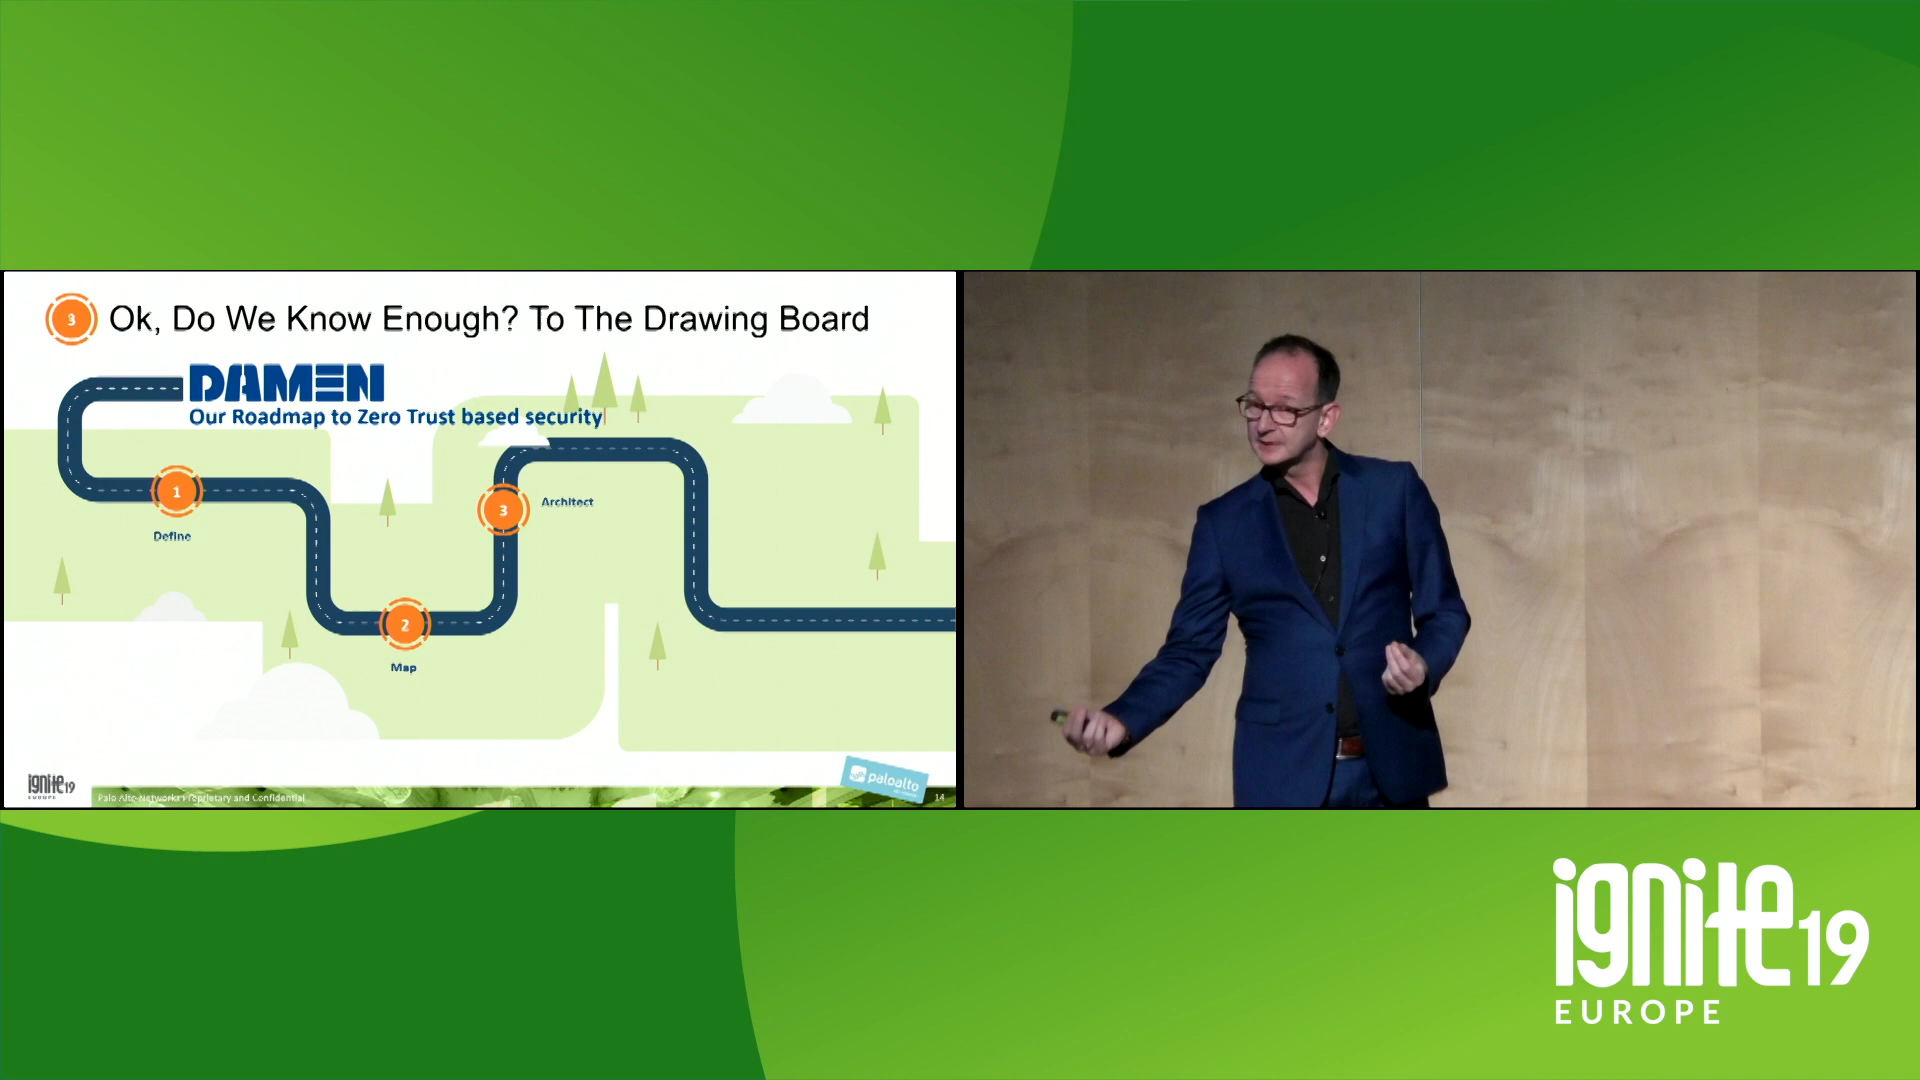 3 Ok, Do We Know Enough? To The Drawing Board
DAMEN
Our Roadmap to Zero Trust based security
1
Define
3
Architect
2
Map
ignite19
EUROPE
Palo Alto Networks Proprietary and Confidential
paloalto
14
ignite19
EUROPE